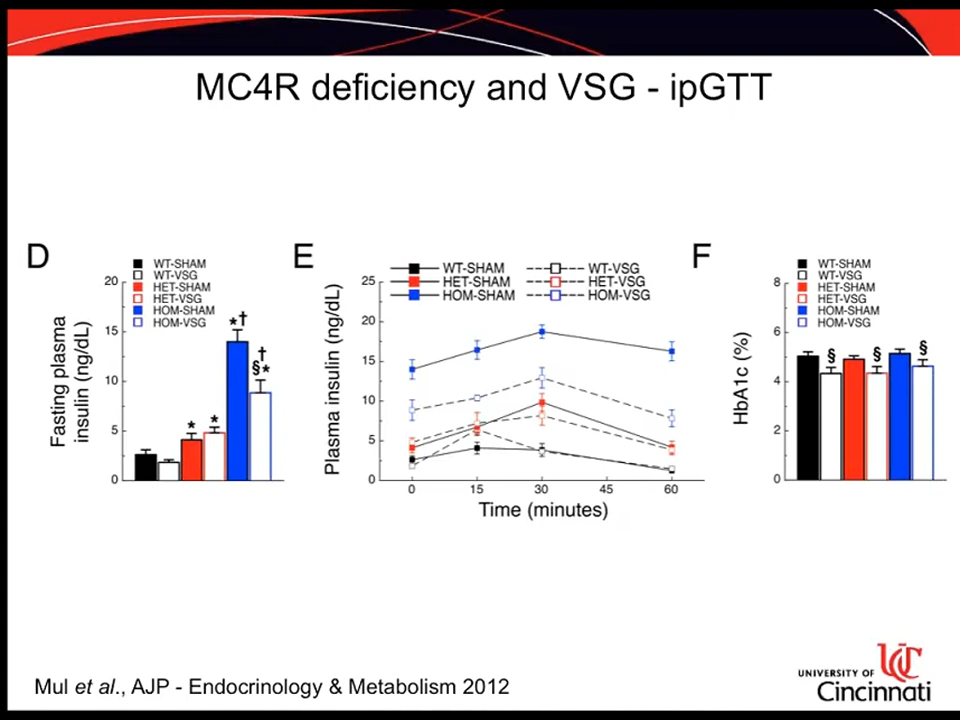 MC4R deficiency and VSG - ipGTT
D
WT-SHAM
WT-VSG
HET-SHAM
HET-VSG
HOM-SHAM
HOM-VSG
Fasting plasma
insulin (ng/dL)
20
15
10
5
0
*
*
*†
†
§*
E
WT-SHAM
HET-SHAM
HOM-SHAM
WT-VSG
HET-VSG
HOM-VSG
Plasma insulin (ng/dL)
25
20
15
10
5
0
0 15 30 45 60
Time (minutes)
F
WT-SHAM
WT-VSG
HET-SHAM
HET-VSG
HOM-SHAM
HOM-VSG
HbA1c (%)
8
6
4
2
0
§ § §
Mul et al., AJP - Endocrinology & Metabolism 2012
UC
UNIVERSITY OF
Cincinnati